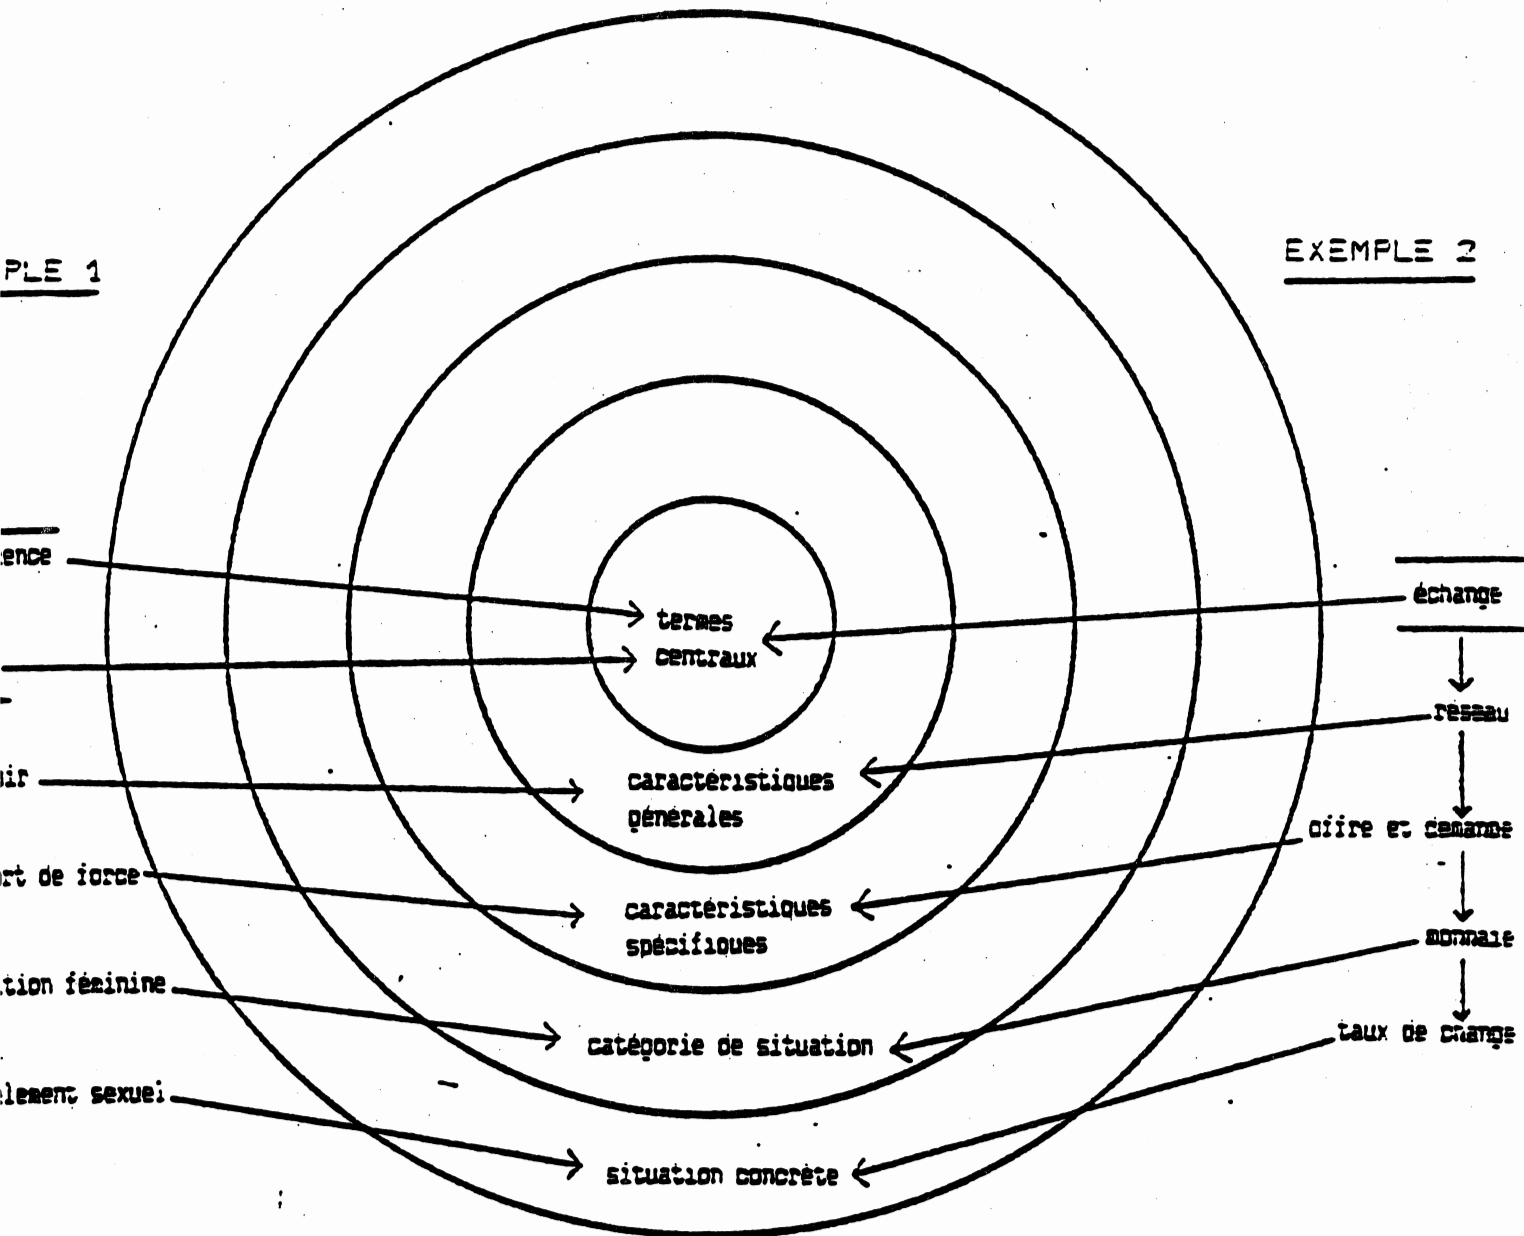 PLE 1
EXEMPLE 2
ence
termes
centraux
échange
réseau
ir
caractéristiques
générales
offre et demande
rt de force
caractéristiques
spécifiques
monnaie
tion féminine
catégorie de situation
taux de change
lement sexuel
situation concrète